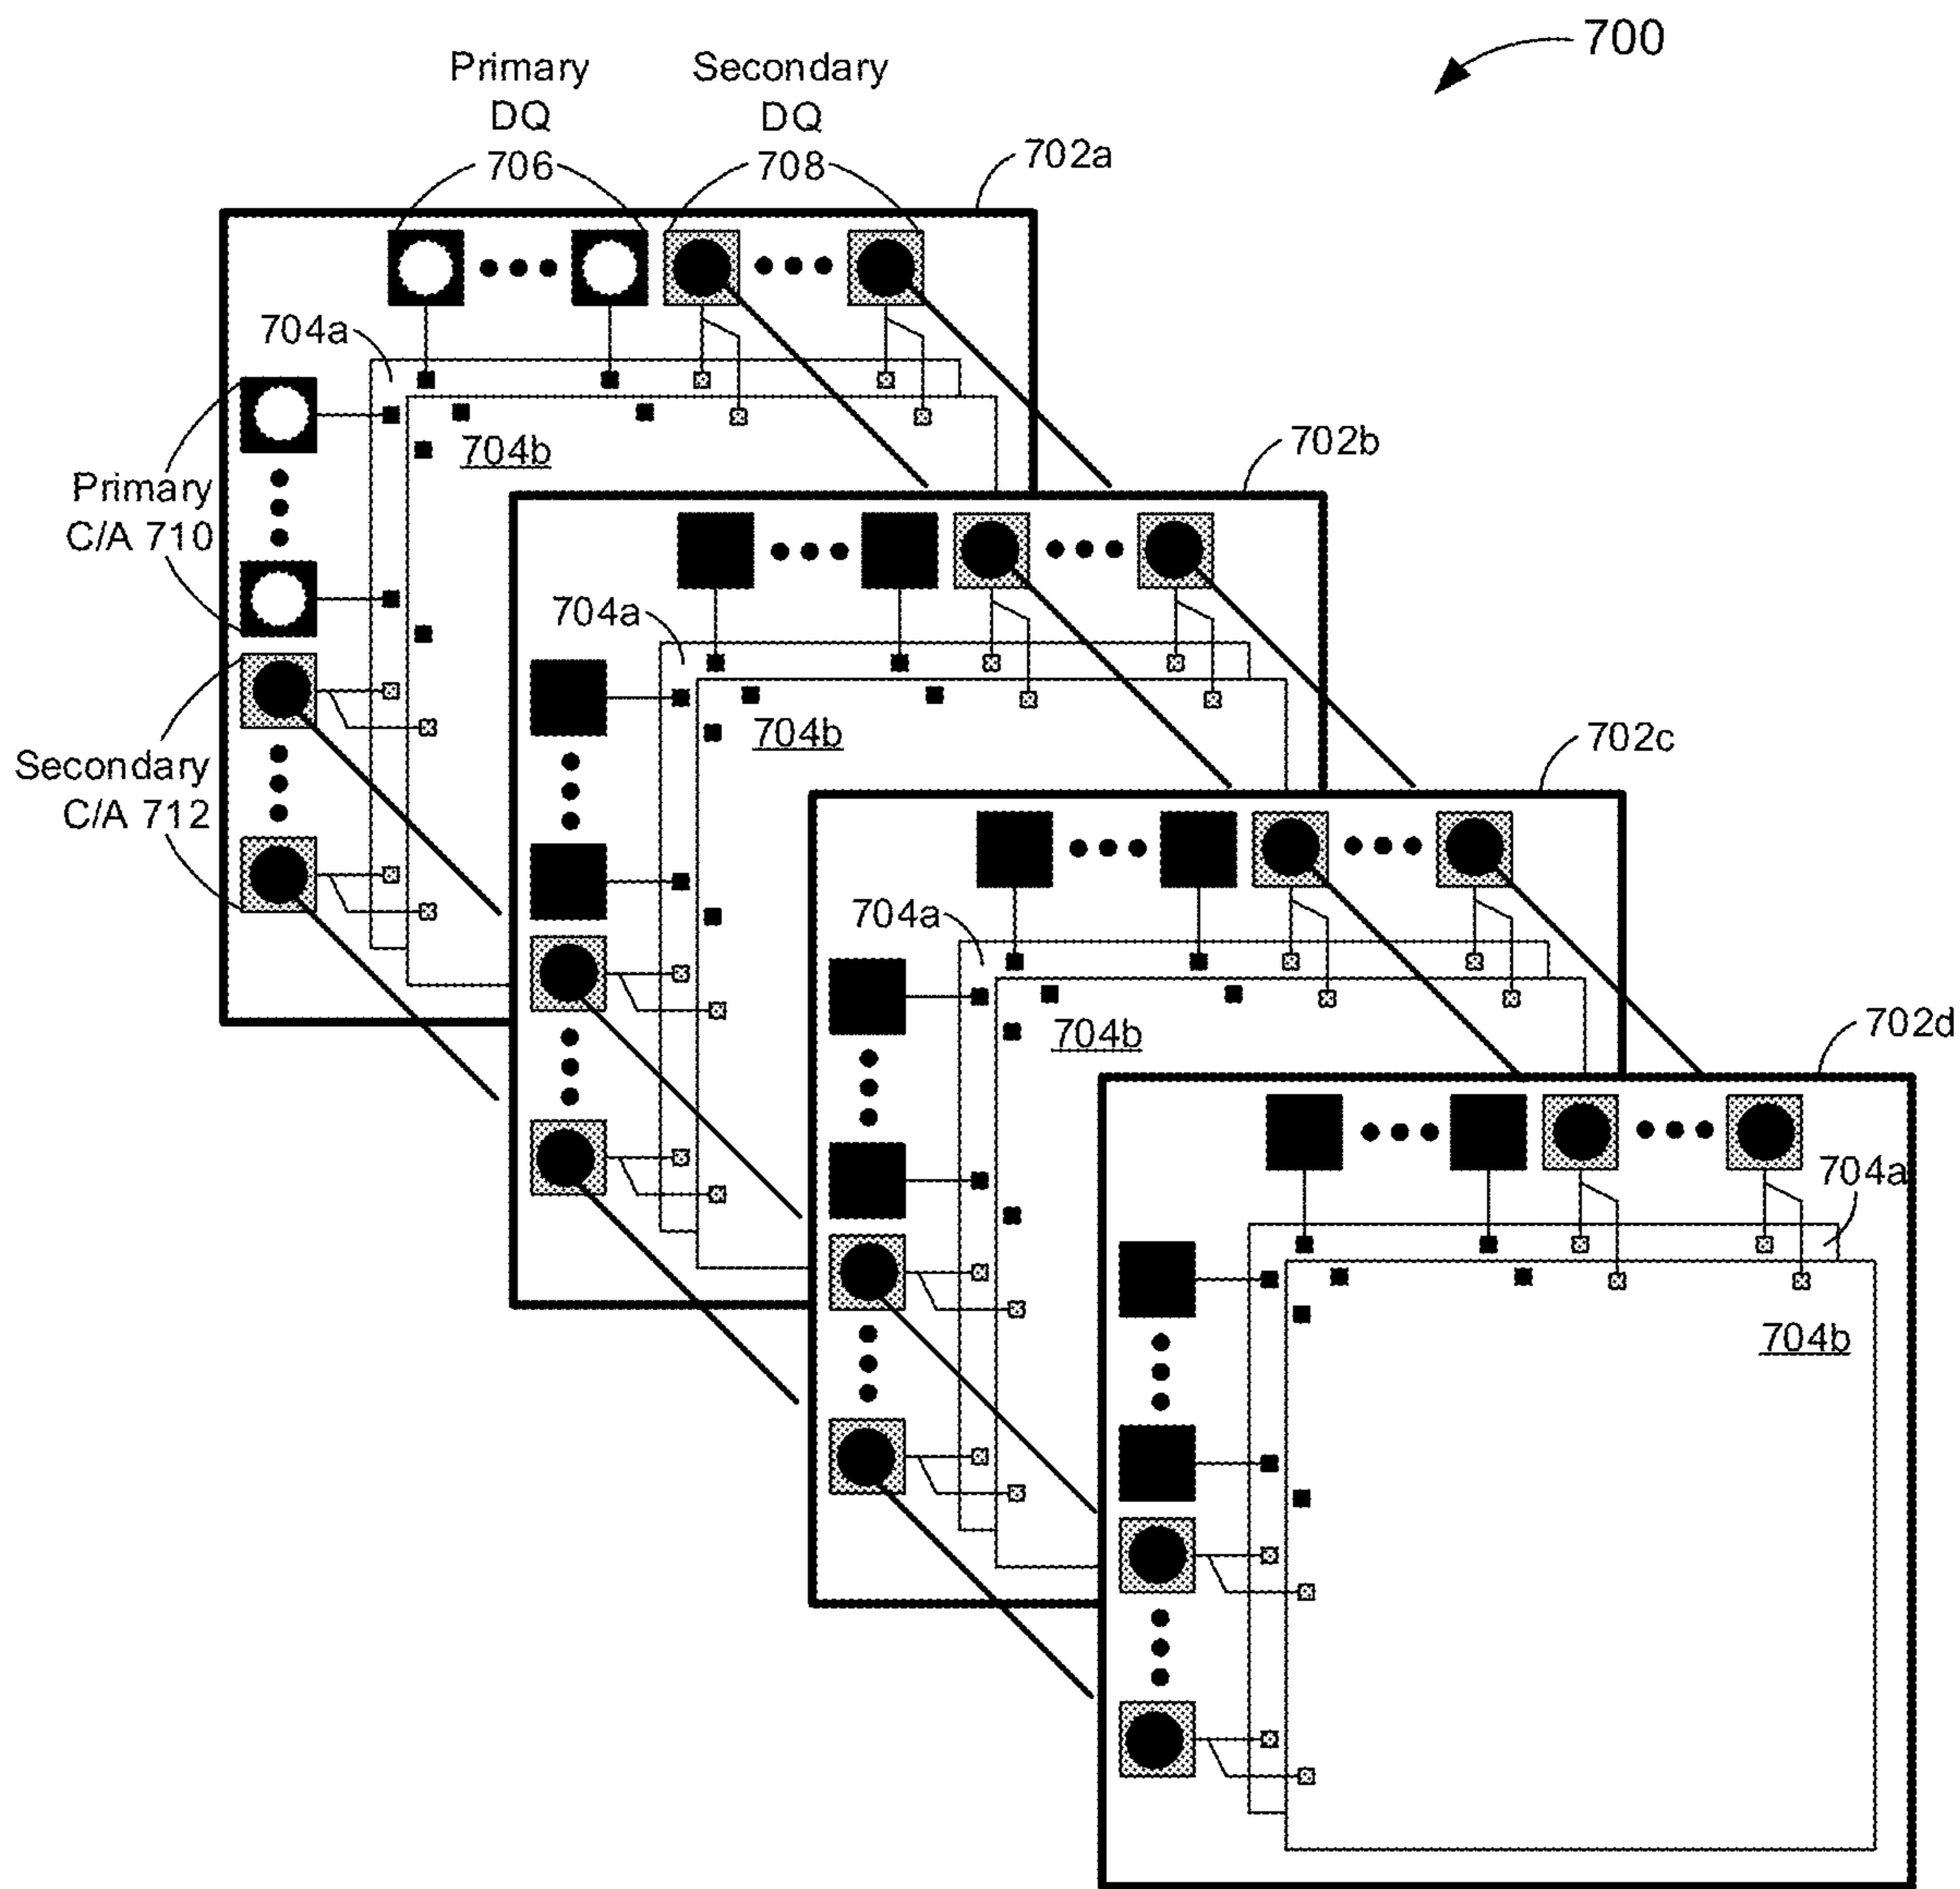 700
Primary Secondary
DQ DQ
706 708
702a
704a
704b
702b
Primary
C/A 710
704a
704b
702c
Secondary
C/A 712
704a
704b
702d
704a
704b